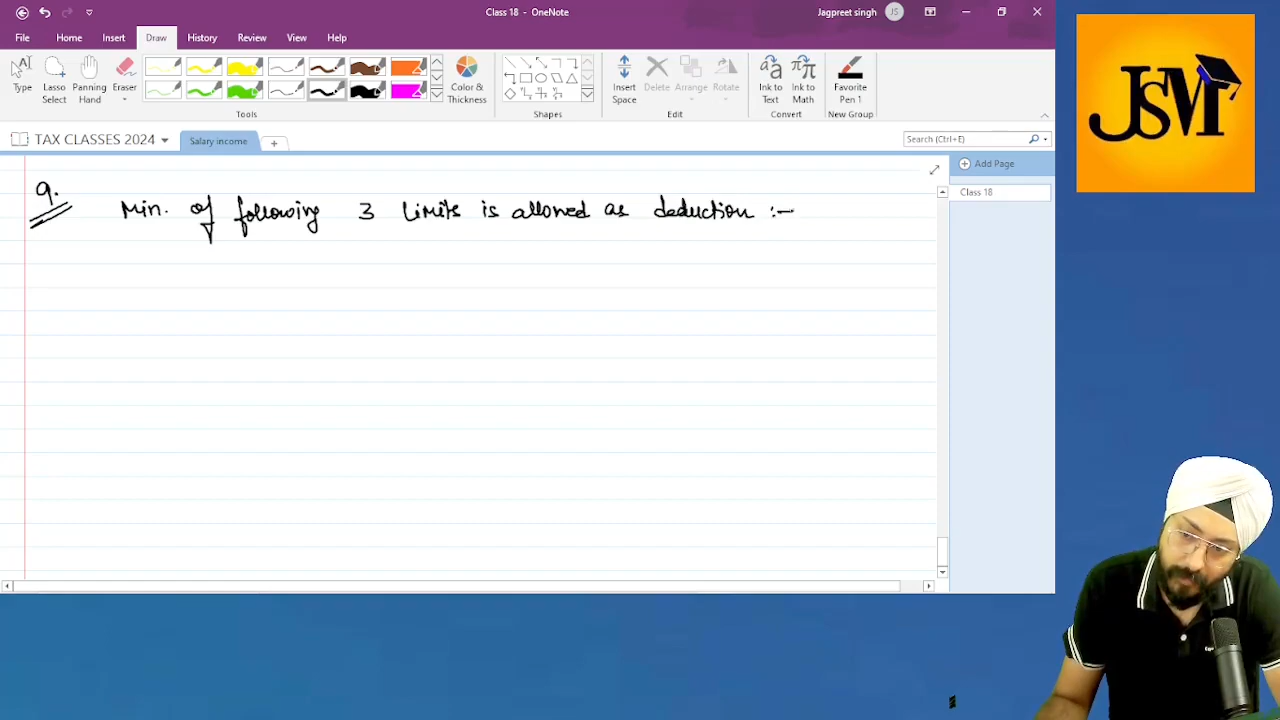 Class 18 - OneNote
Jagpreet singh JS
File Home Insert Draw History Review View Help
Type
Lasso Select
Panning Hand
Eraser
Color & Thickness
Insert Space
Delete
Arrange
Rotate
Ink to Text
Ink to Math
Favorite Pen 1
Tools Shapes Edit Convert New Group
TAX CLASSES 2024 Salary income
Search (Ctrl+E)
Add Page
Class 18
9. Min. of following 3 limits is allowed as deduction :-
JSM